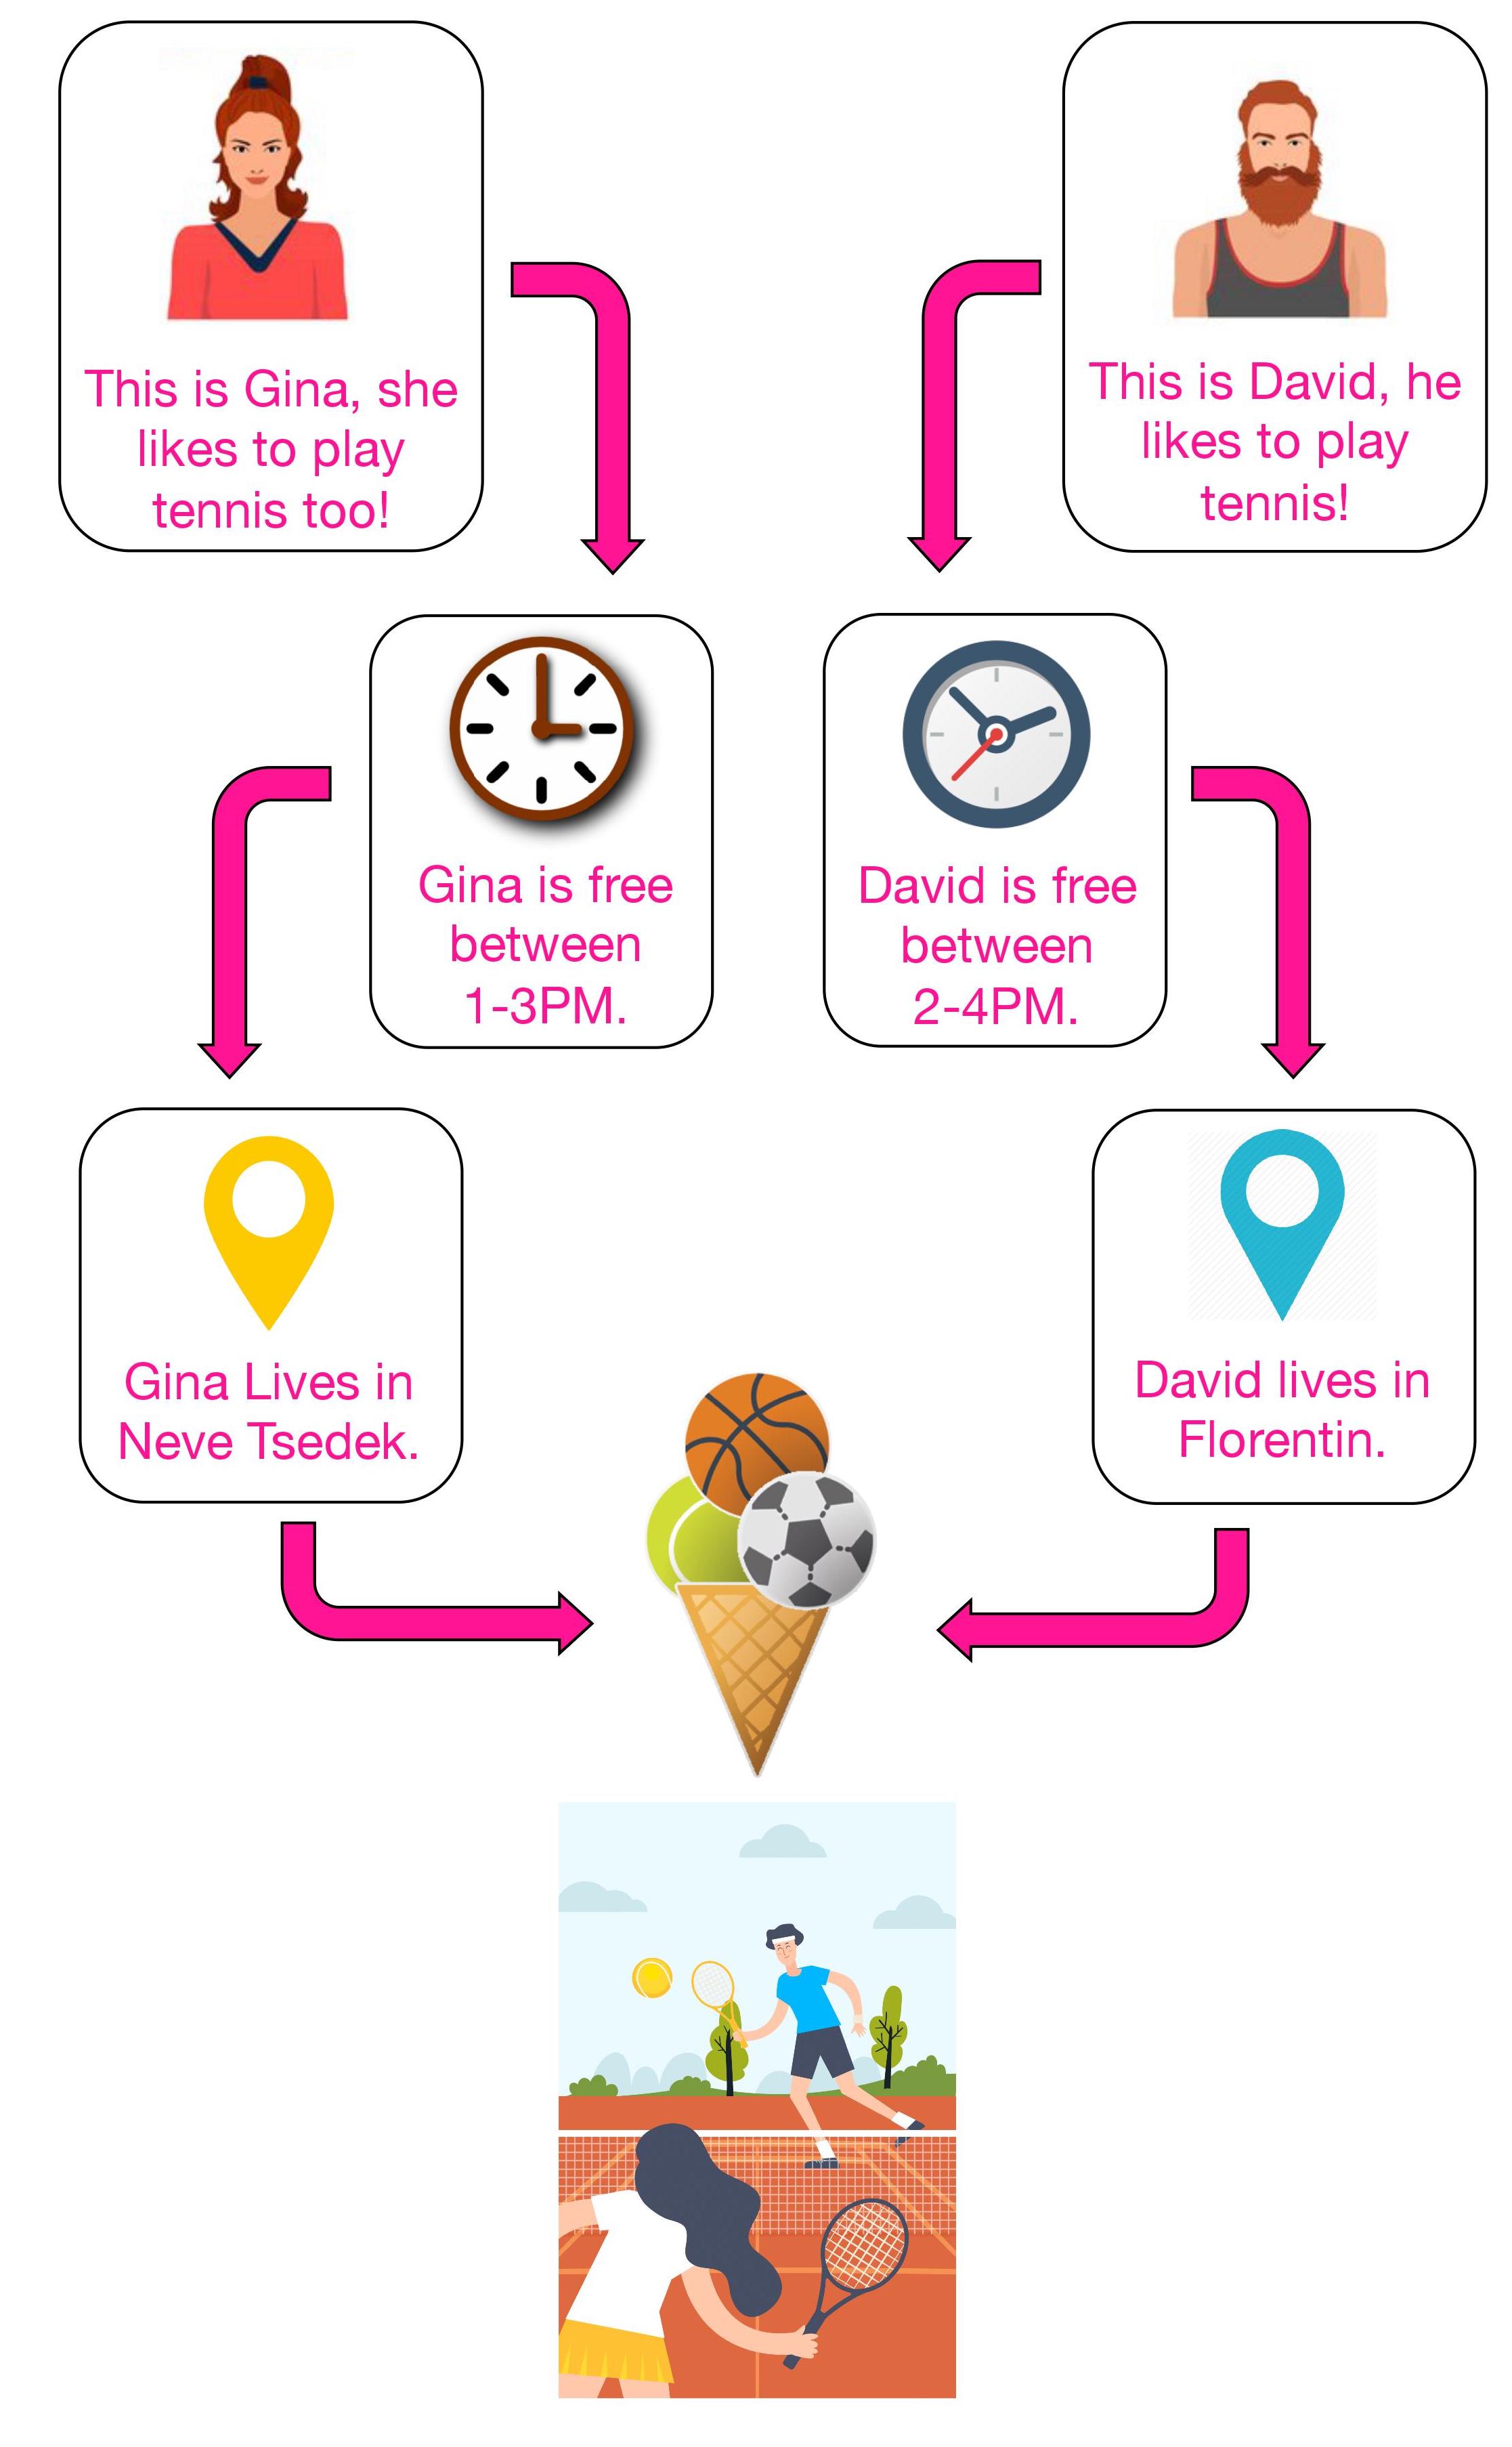 This is Gina, she
likes to play
tennis too!
This is David, he
likes to play
tennis!
Gina is free
between
1-3PM.
David is free
between
2-4PM.
Gina Lives in
Neve Tsedek.
David lives in
Florentin.